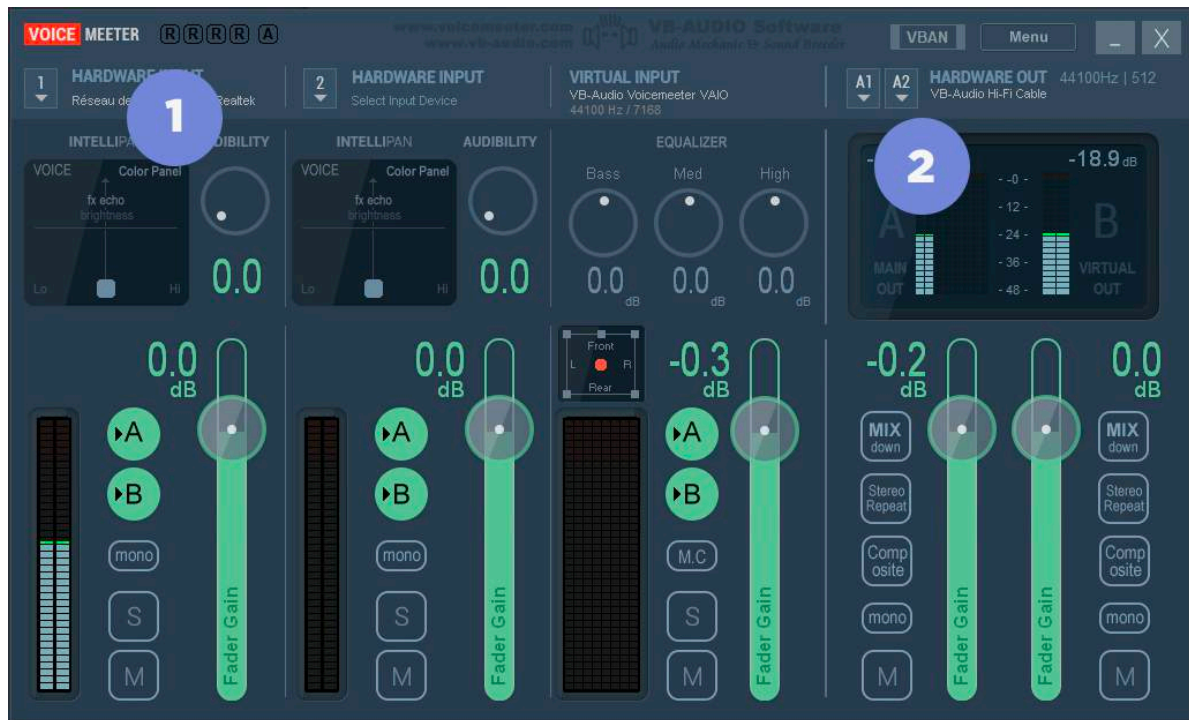 VOICE MEETER R R R R A
www.voicemeeter.com
www.vb-audio.com
VB-AUDIO Software
Audio Mechanic & Sound Breeder
VBAN
Menu
_ X
1 HARDWARE
Réseau de Realtek
1
2 HARDWARE INPUT
Select Input Device
VIRTUAL INPUT
VB-Audio Voicemeeter VAIO
44100 Hz / 7168
A1 A2 HARDWARE OUT 44100Hz | 512
VB-Audio Hi-Fi Cable
2
INTELLIPA DIBILITY
VOICE Color Panel
fx echo
brightness
Lo Hi
0.0
INTELLIPAN AUDIBILITY
VOICE Color Panel
fx echo
brightness
Lo Hi
0.0
EQUALIZER
Bass Med High
0.0 dB 0.0 dB 0.0 dB
-18.9 dB
- -0 -
- 12 -
- 24 -
- 36 -
- 48 -
A
MAIN
OUT
B
VIRTUAL
OUT
0.0
dB
A
B
mono
S
M
Fader Gain
0.0
dB
A
B
mono
S
M
Fader Gain
Front
L R
Rear
-0.3
dB
A
B
M.C
S
M
Fader Gain
-0.2
dB
MIX
down
Stereo
Repeat
Comp
osite
mono
M
Fader Gain
Fader Gain
0.0
dB
MIX
down
Stereo
Repeat
Comp
osite
mono
M